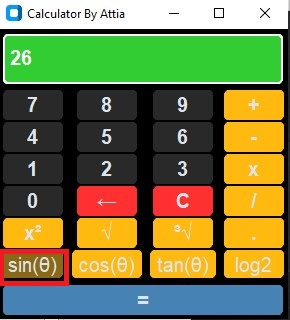 Calculator By Attia
26
7 8 9 +
4 5 6 -
1 2 3 x
0 ← C /
x² √ ³√ .
sin(θ) cos(θ) tan(θ) log2
=